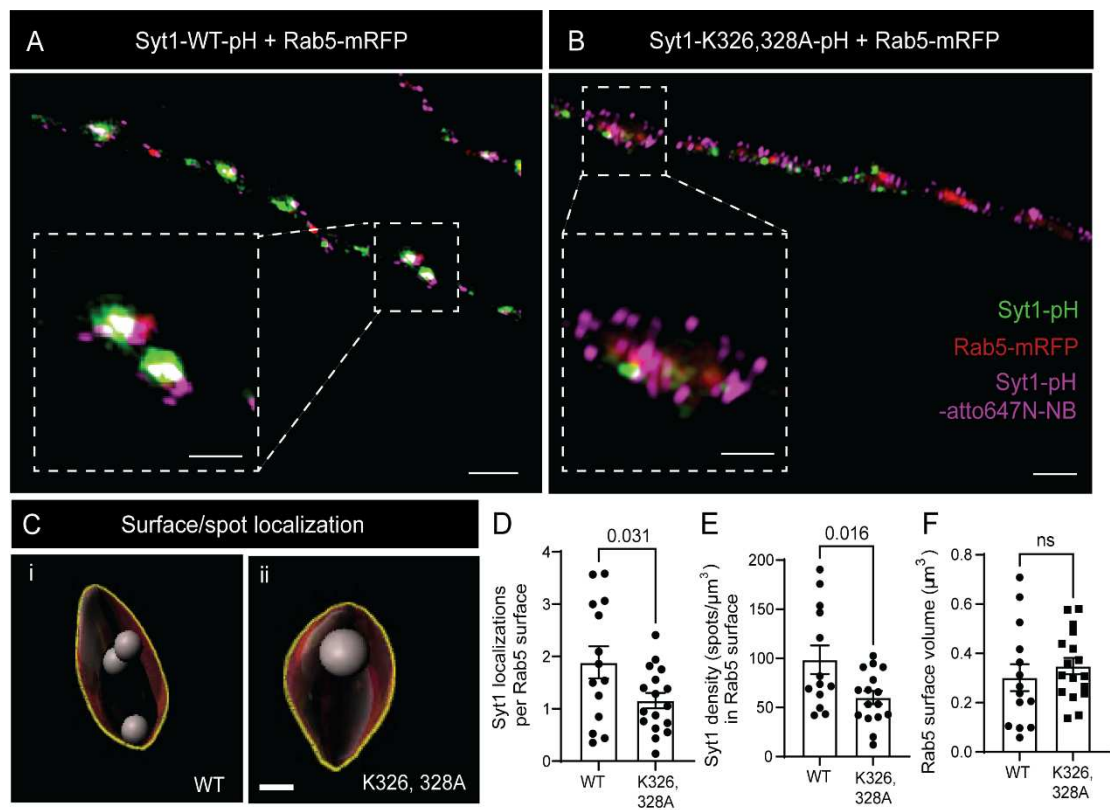 A
Syt1-WT-pH + Rab5-mRFP
B
Syt1-K326,328A-pH + Rab5-mRFP
Syt1-pH
Rab5-mRFP
Syt1-pH
-atto647N-NB
C
Surface/spot localization
i
WT
ii
K326, 328A
D
Syt1 localizations
per Rab5 surface
4
3
2
1
0
0.031
WT
K326,
328A
E
Syt1 density (spots/µm³)
in Rab5 surface
200
150
100
50
0
0.016
WT
K326,
328A
F
Rab5 surface volume (µm³)
0.8
0.6
0.4
0.2
0.0
ns
WT
K326,
328A